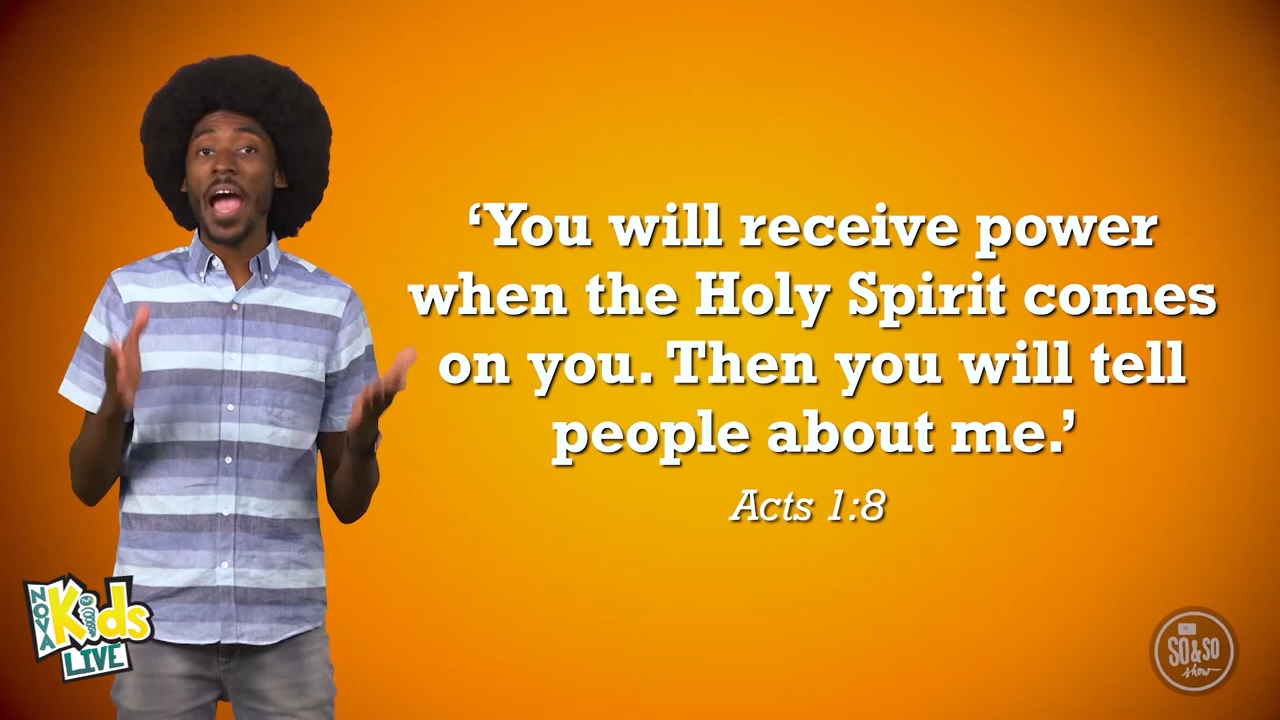 ‘You will receive power
when the Holy Spirit comes
on you. Then you will tell
people about me.’
Acts 1:8
NOVA
Kids
LIVE
SO & SO
show